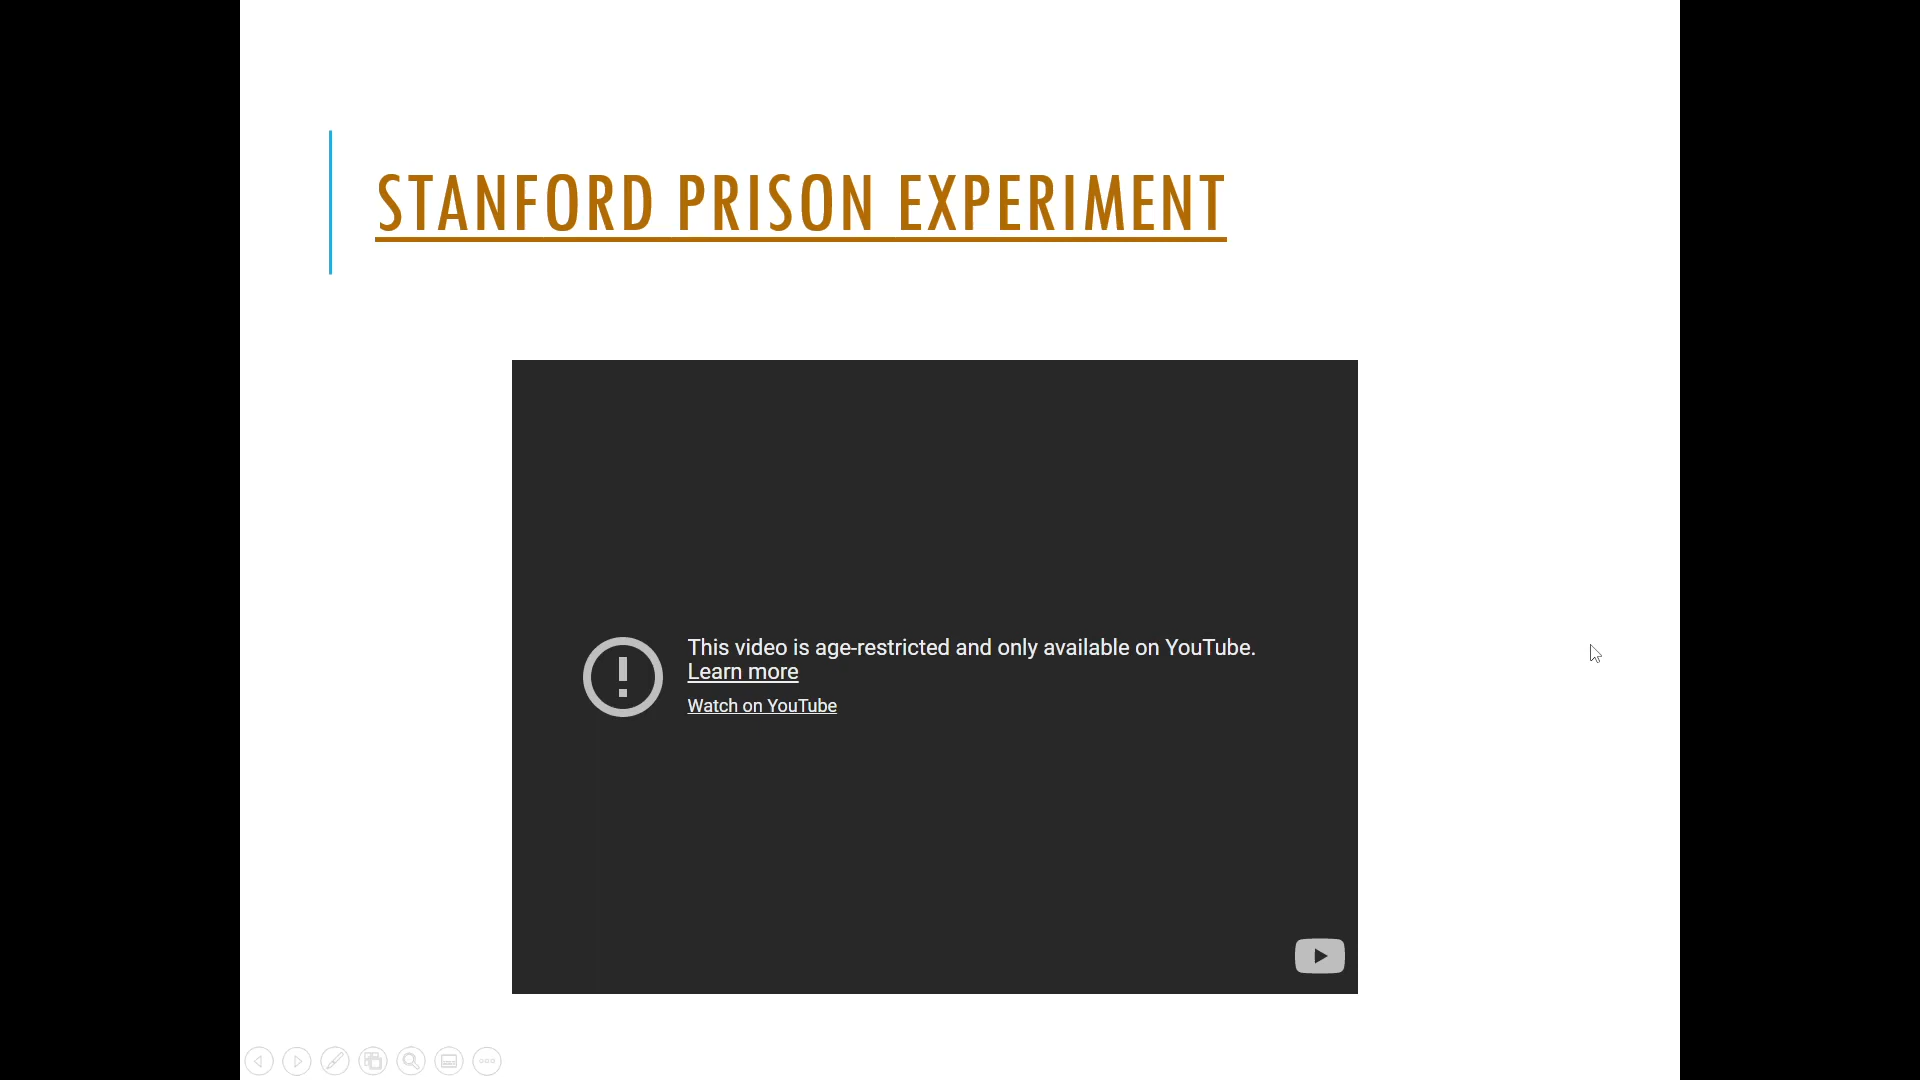 STANFORD PRISON EXPERIMENT
This video is age-restricted and only available on YouTube.
Learn more
Watch on YouTube